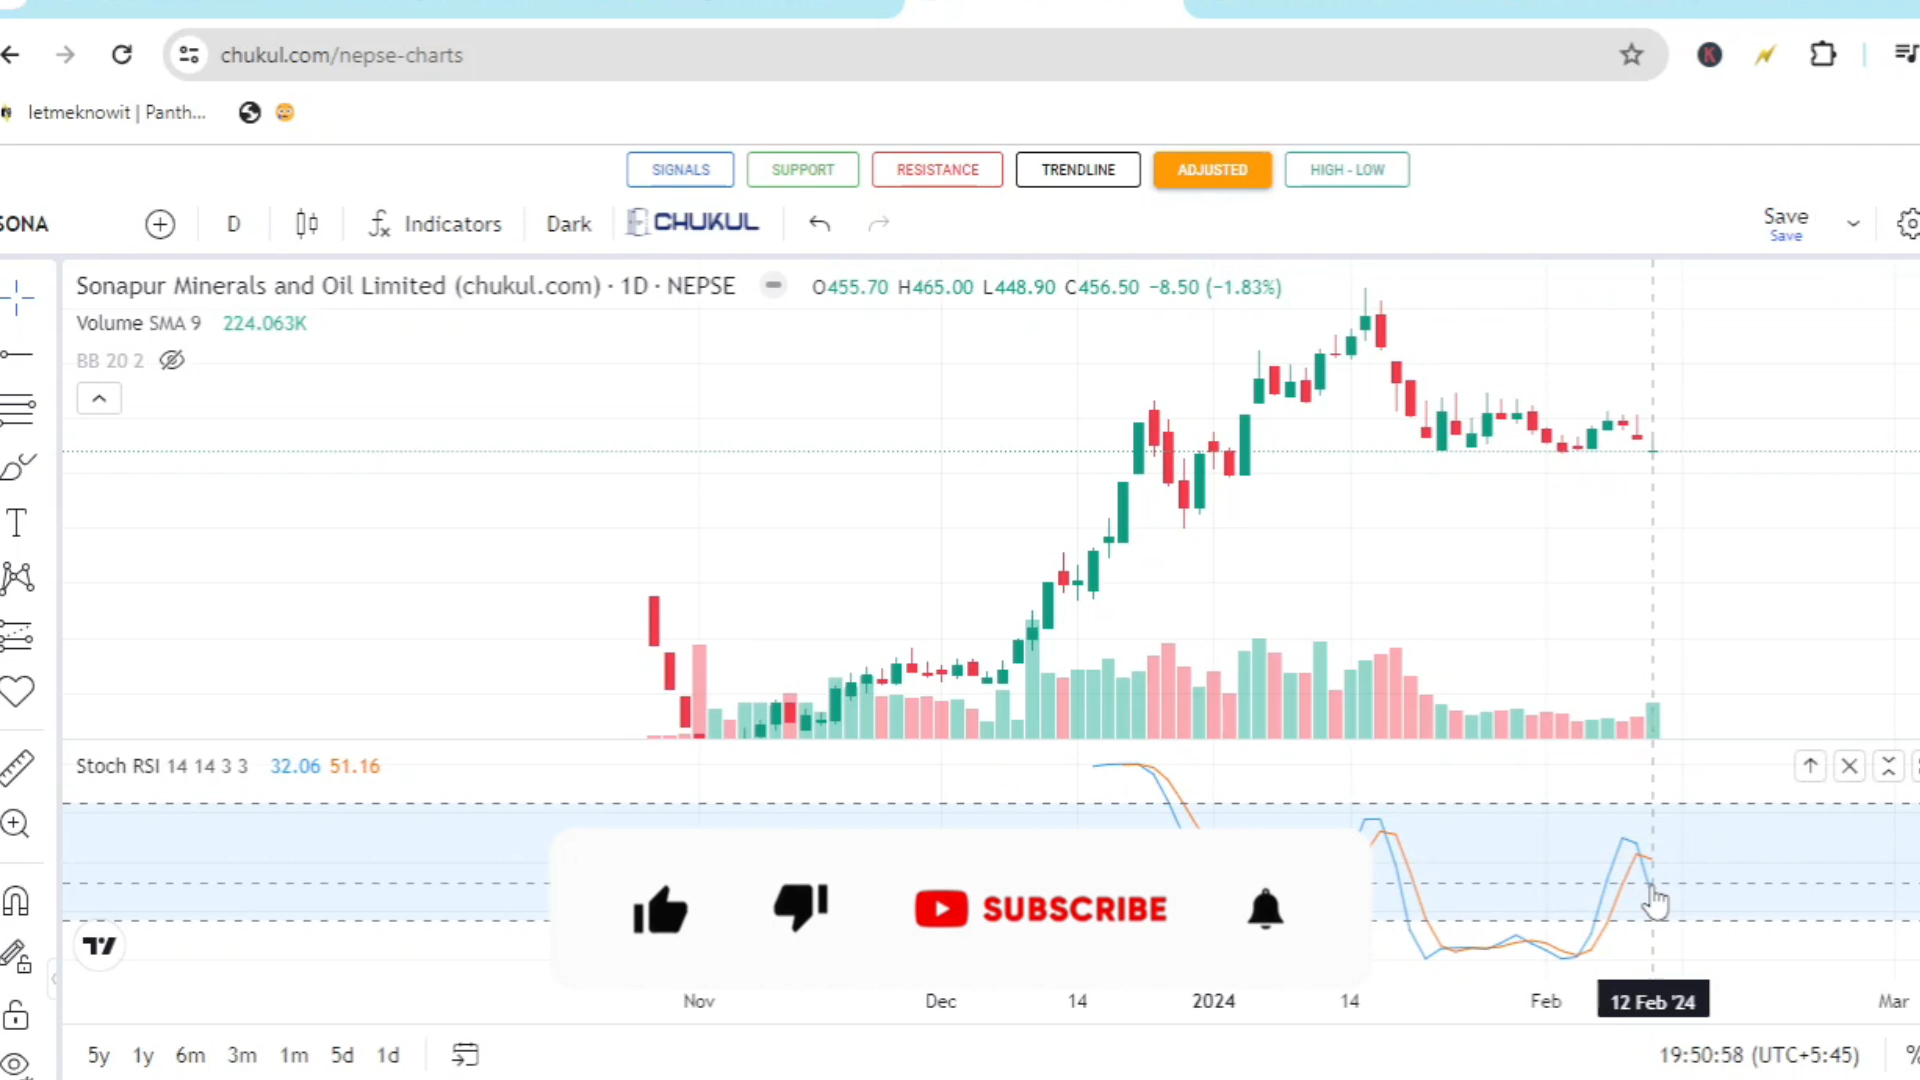 chukul.com/nepse-charts
K
letmeknowit | Panth...
SIGNALS
SUPPORT
RESISTANCE
TRENDLINE
ADJUSTED
HIGH - LOW
SONA
D
Indicators
Dark
CHUKUL
Save
Save
Sonapur Minerals and Oil Limited (chukul.com) · 1D · NEPSE
O455.70 H465.00 L448.90 C456.50 −8.50 (−1.83%)
Volume SMA 9 224.063K
BB 20 2
Stoch RSI 14 14 3 3 32.06 51.16
SUBSCRIBE
Nov
Dec
14
2024
14
Feb
12 Feb '24
Mar
5y
1y
6m
3m
1m
5d
1d
19:50:58 (UTC+5:45)
%